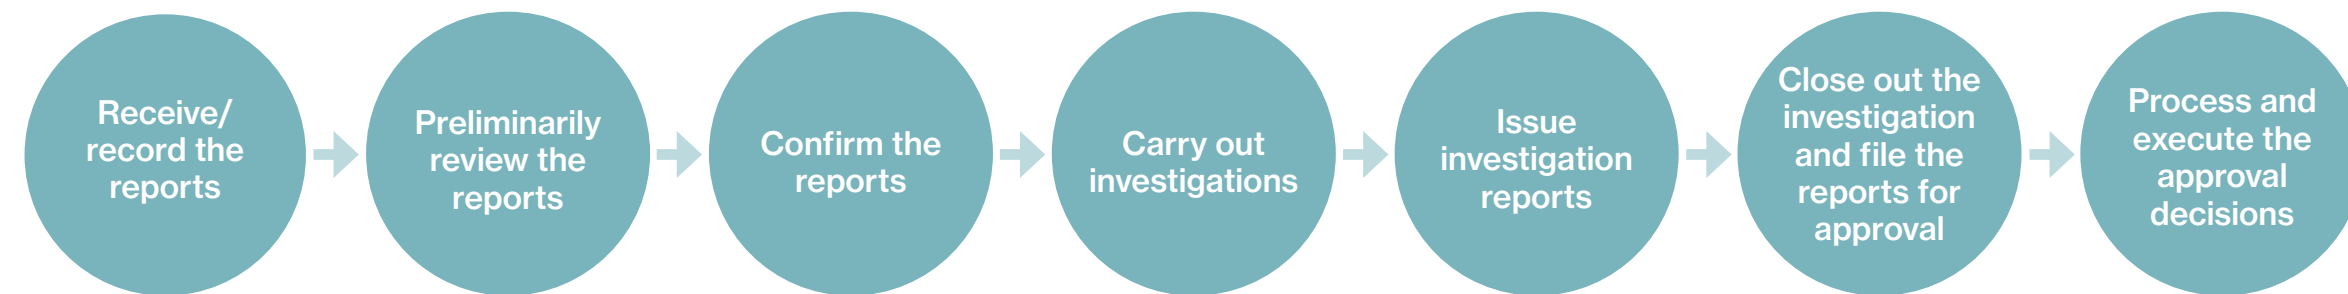 Receive/
record the
reports
Preliminarily
review the
reports
Confirm the
reports
Carry out
investigations
Issue
investigation
reports
Close out the
investigation
and file the
reports for
approval
Process and
execute the
approval
decisions